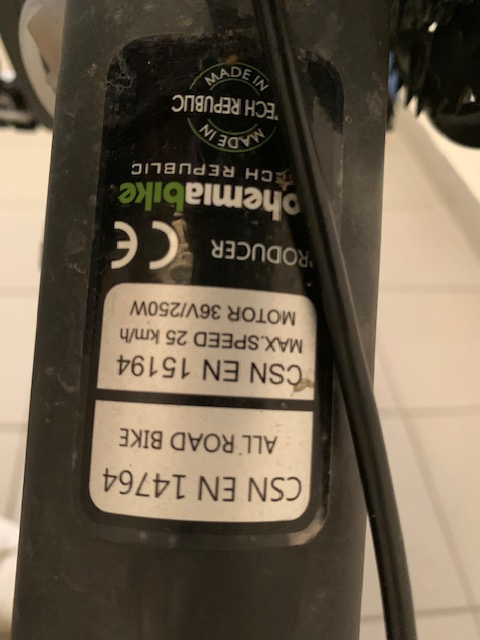 CSN EN 14764
ALL ROAD BIKE
CSN EN 15194
MAX.SPEED 25 km/h
MOTOR 36V/250W
RODUCER CE
ohemiabike
ECH REPUBLIC
MADE IN
ECH REPUBLIC
MADE IN